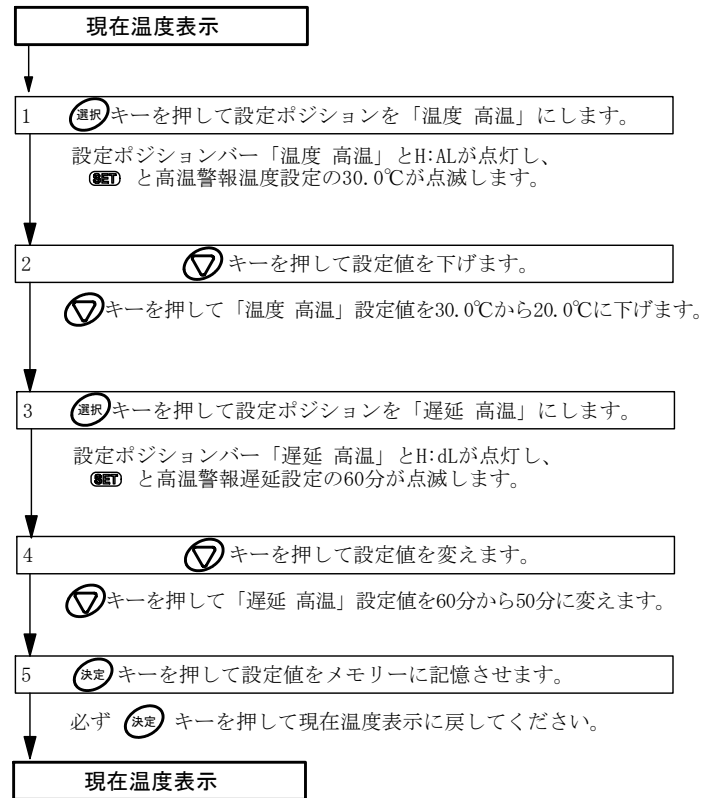 現在温度表示
1 選択キーを押して設定ポジションを「温度 高温」にします。
設定ポジションバー「温度 高温」とH:ALが点灯し、
SET と高温警報温度設定の30.0℃が点滅します。
2 キーを押して設定値を下げます。
キーを押して「温度 高温」設定値を30.0℃から20.0℃に下げます。
3 選択キーを押して設定ポジションを「遅延 高温」にします。
設定ポジションバー「遅延 高温」とH:dLが点灯し、
SET と高温警報遅延設定の60分が点滅します。
4 キーを押して設定値を変えます。
キーを押して「遅延 高温」設定値を60分から50分に変えます。
5 決定キーを押して設定値をメモリーに記憶させます。
必ず 決定 キーを押して現在温度表示に戻してください。
現在温度表示